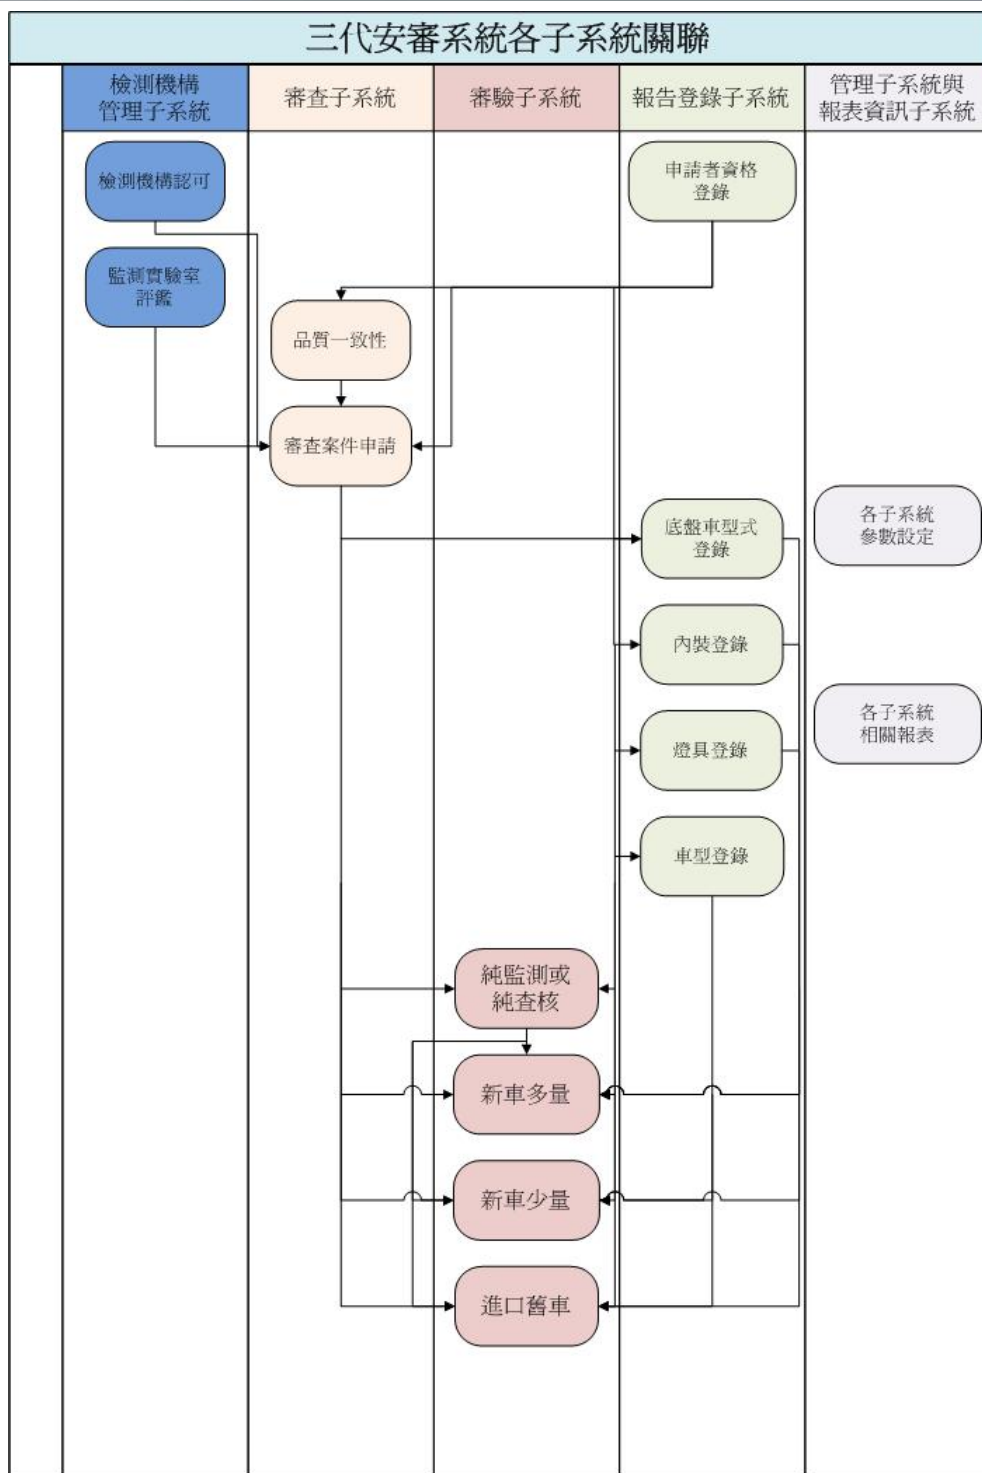 三代安審系統各子系統關聯
檢測機構
管理子系統
審查子系統
審驗子系統
報告登錄子系統
管理子系統與
報表資訊子系統
檢測機構認可
申請者資格
登錄
監測實驗室
評鑑
品質一致性
審查案件申請
底盤車型式
登錄
各子系統
參數設定
內裝登錄
各子系統
相關報表
燈具登錄
車型登錄
純監測或
純查核
新車多量
新車少量
進口舊車